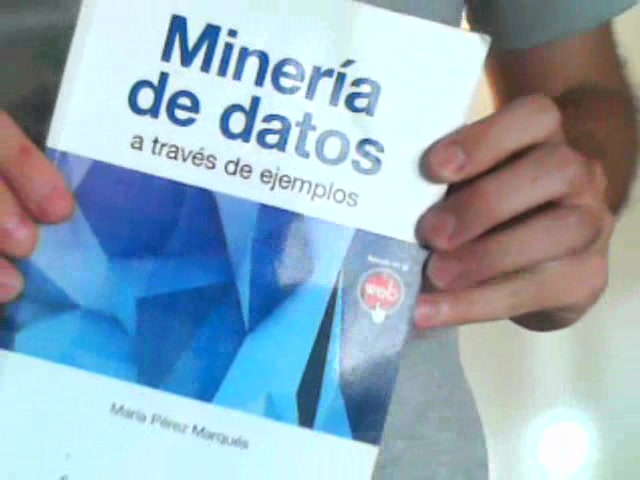 Minería
de datos
a través de ejemplos
web
María Pérez Marqués